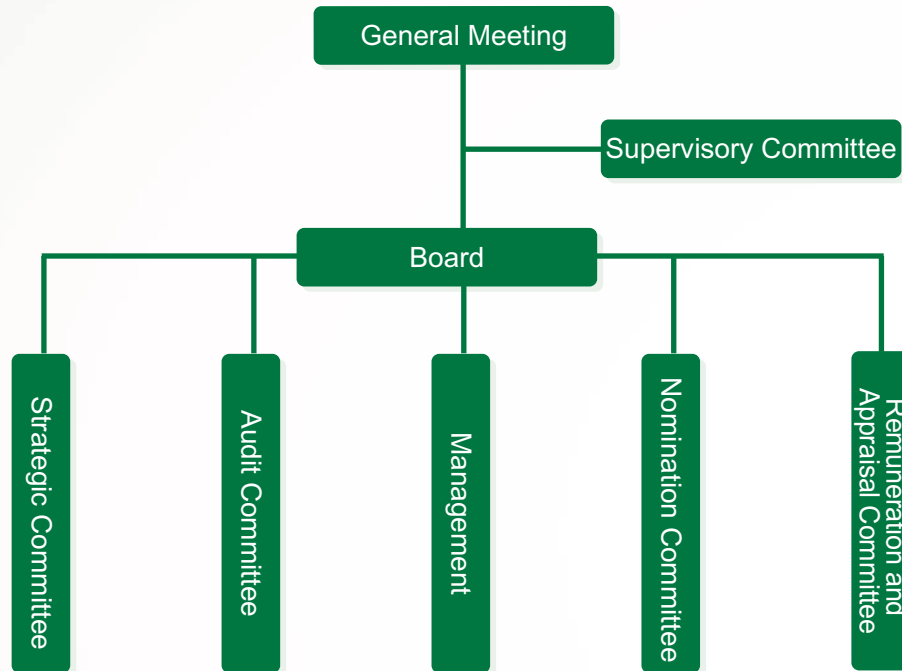 General Meeting
Supervisory Committee
Board
Strategic Committee
Audit Committee
Management
Nomination Committee
Remuneration and
Appraisal Committee